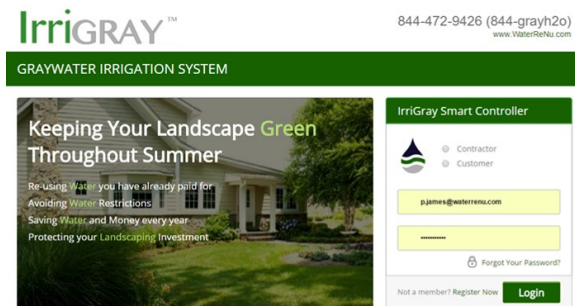 IrriGRAY™
844-472-9426 (844-grayh2o)
www.WaterReNu.com
GRAYWATER IRRIGATION SYSTEM
Keeping Your Landscape Green
Throughout Summer
Re-using Water you have already paid for
Avoiding Water Restrictions
Saving Water and Money every year
Protecting your Landscaping Investment
IrriGray Smart Controller
Contractor
Customer
p.james@waterrenu.com
•••••••••••
Forgot Your Password?
Not a member? Register Now
Login